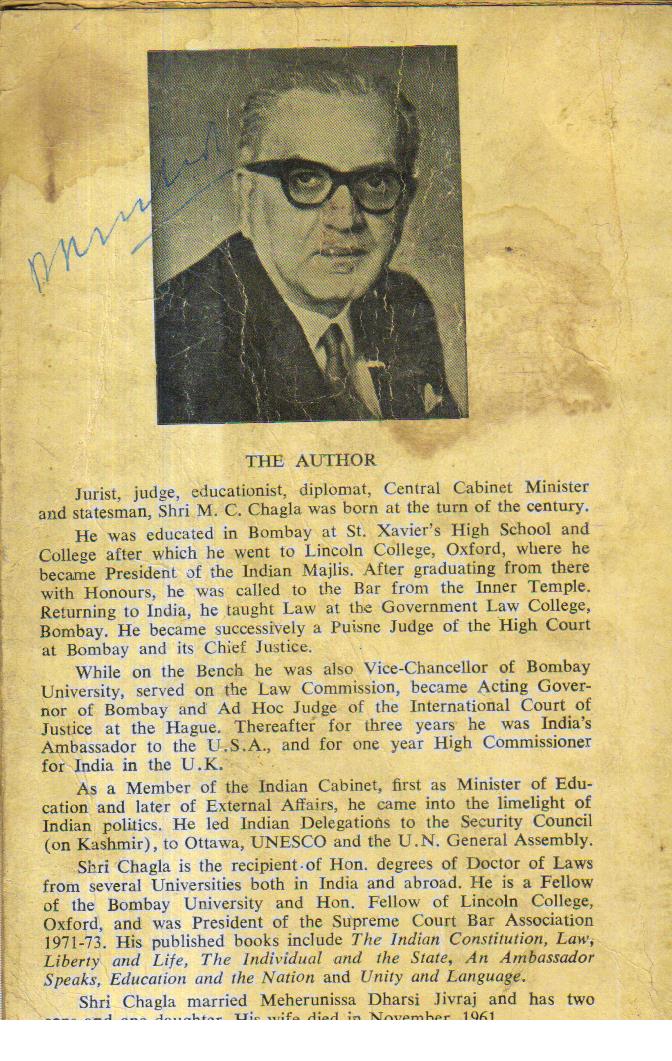 THE AUTHOR
Jurist, judge, educationist, diplomat, Central Cabinet Minister
and statesman, Shri M. C. Chagla was born at the turn of the century.
He was educated in Bombay at St. Xavier's High School and
College after which he went to Lincoln College, Oxford, where he
became President of the Indian Majlis. After graduating from there
with Honours, he was called to the Bar from the Inner Temple.
Returning to India, he taught Law at the Government Law College,
Bombay. He became successively a Puisne Judge of the High Court
at Bombay and its Chief Justice.
While on the Bench he was also Vice-Chancellor of Bombay
University, served on the Law Commission, became Acting Gover-
nor of Bombay and Ad Hoc Judge of the International Court of
Justice at the Hague. Thereafter for three years he was India's
Ambassador to the U.S.A., and for one year High Commissioner
for India in the U.K.
As a Member of the Indian Cabinet, first as Minister of Edu-
cation and later of External Affairs, he came into the limelight of
Indian politics. He led Indian Delegations to the Security Council
(on Kashmir), to Ottawa, UNESCO and the U.N. General Assembly.
Shri Chagla is the recipient of Hon. degrees of Doctor of Laws
from several Universities both in India and abroad. He is a Fellow
of the Bombay University and Hon. Fellow of Lincoln College,
Oxford, and was President of the Supreme Court Bar Association
1971-73. His published books include The Indian Constitution, Law,
Liberty and Life, The Individual and the State, An Ambassador
Speaks, Education and the Nation and Unity and Language.
Shri Chagla married Meherunissa Dharsi Jivraj and has two
sons and one daughter. His wife died in November, 1961